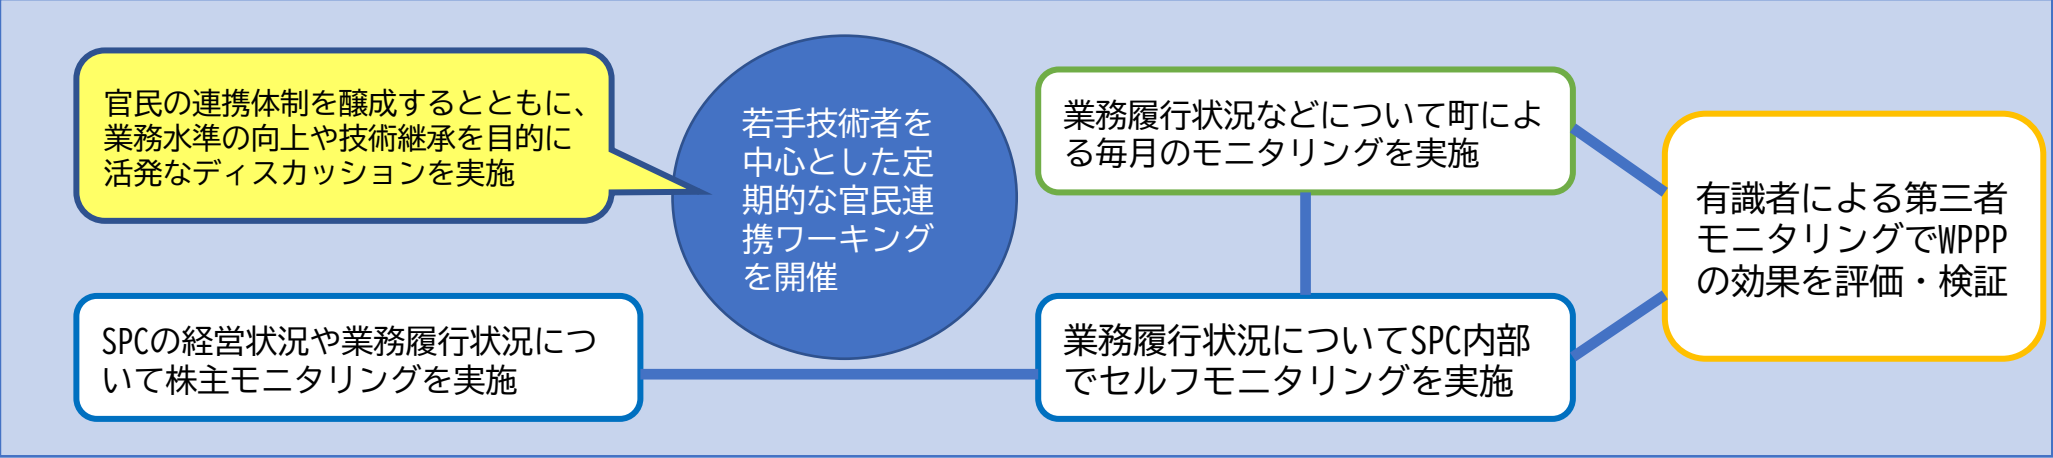 官民の連携体制を醸成するとともに、
業務水準の向上や技術継承を目的に
活発なディスカッションを実施
若手技術者を
中心とした定
期的な官民連
携ワーキング
を開催
業務履行状況などについて町によ
る毎月のモニタリングを実施
有識者による第三者
モニタリングでWPPP
の効果を評価・検証
SPCの経営状況や業務履行状況につ
いて株主モニタリングを実施
業務履行状況についてSPC内部
でセルフモニタリングを実施